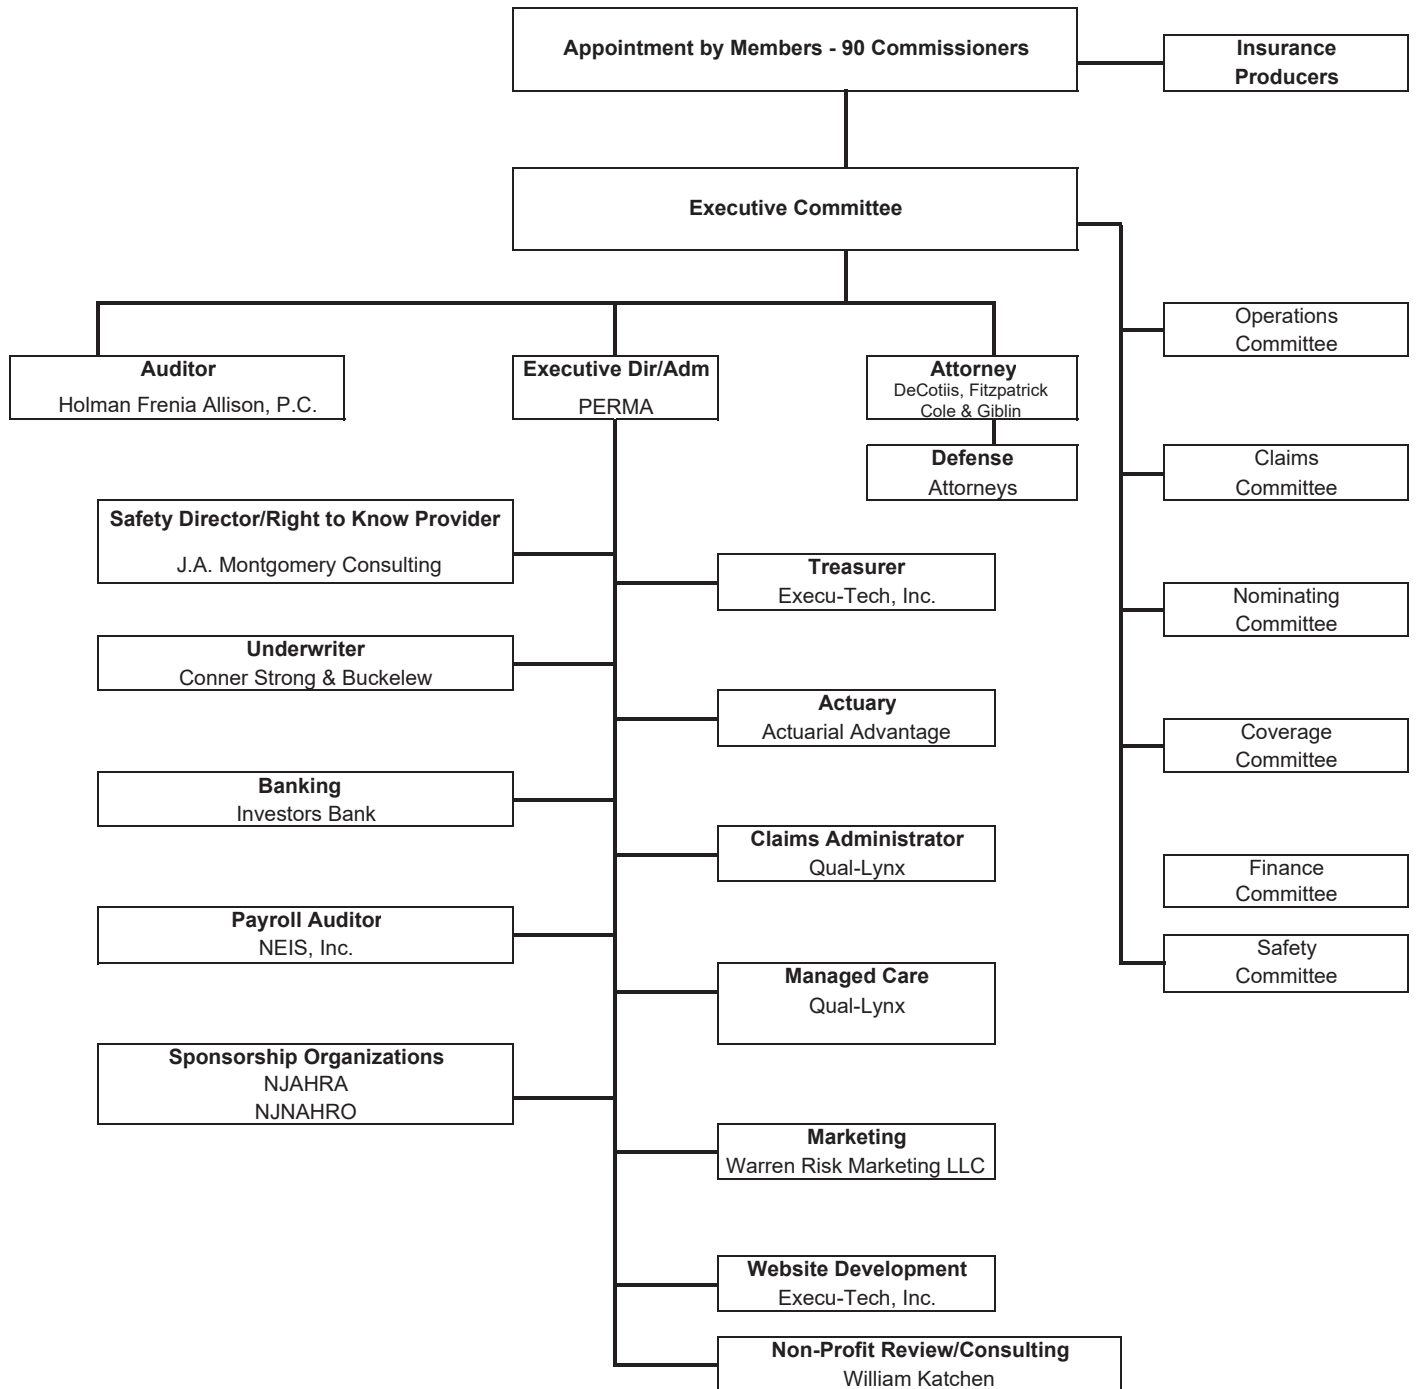 Appointment by Members - 90 Commissioners
Insurance
Producers
Executive Committee
Operations
Committee
Auditor
Holman Frenia Allison, P.C.
Executive Dir/Adm
PERMA
Attorney
DeCotiis, Fitzpatrick
Cole & Giblin
Defense
Attorneys
Claims
Committee
Safety Director/Right to Know Provider
J.A. Montgomery Consulting
Treasurer
Execu-Tech, Inc.
Nominating
Committee
Underwriter
Conner Strong & Buckelew
Actuary
Actuarial Advantage
Coverage
Committee
Banking
Investors Bank
Claims Administrator
Qual-Lynx
Finance
Committee
Payroll Auditor
NEIS, Inc.
Safety
Committee
Managed Care
Qual-Lynx
Sponsorship Organizations
NJAHRA
NJNAHRO
Marketing
Warren Risk Marketing LLC
Website Development
Execu-Tech, Inc.
Non-Profit Review/Consulting
William Katchen